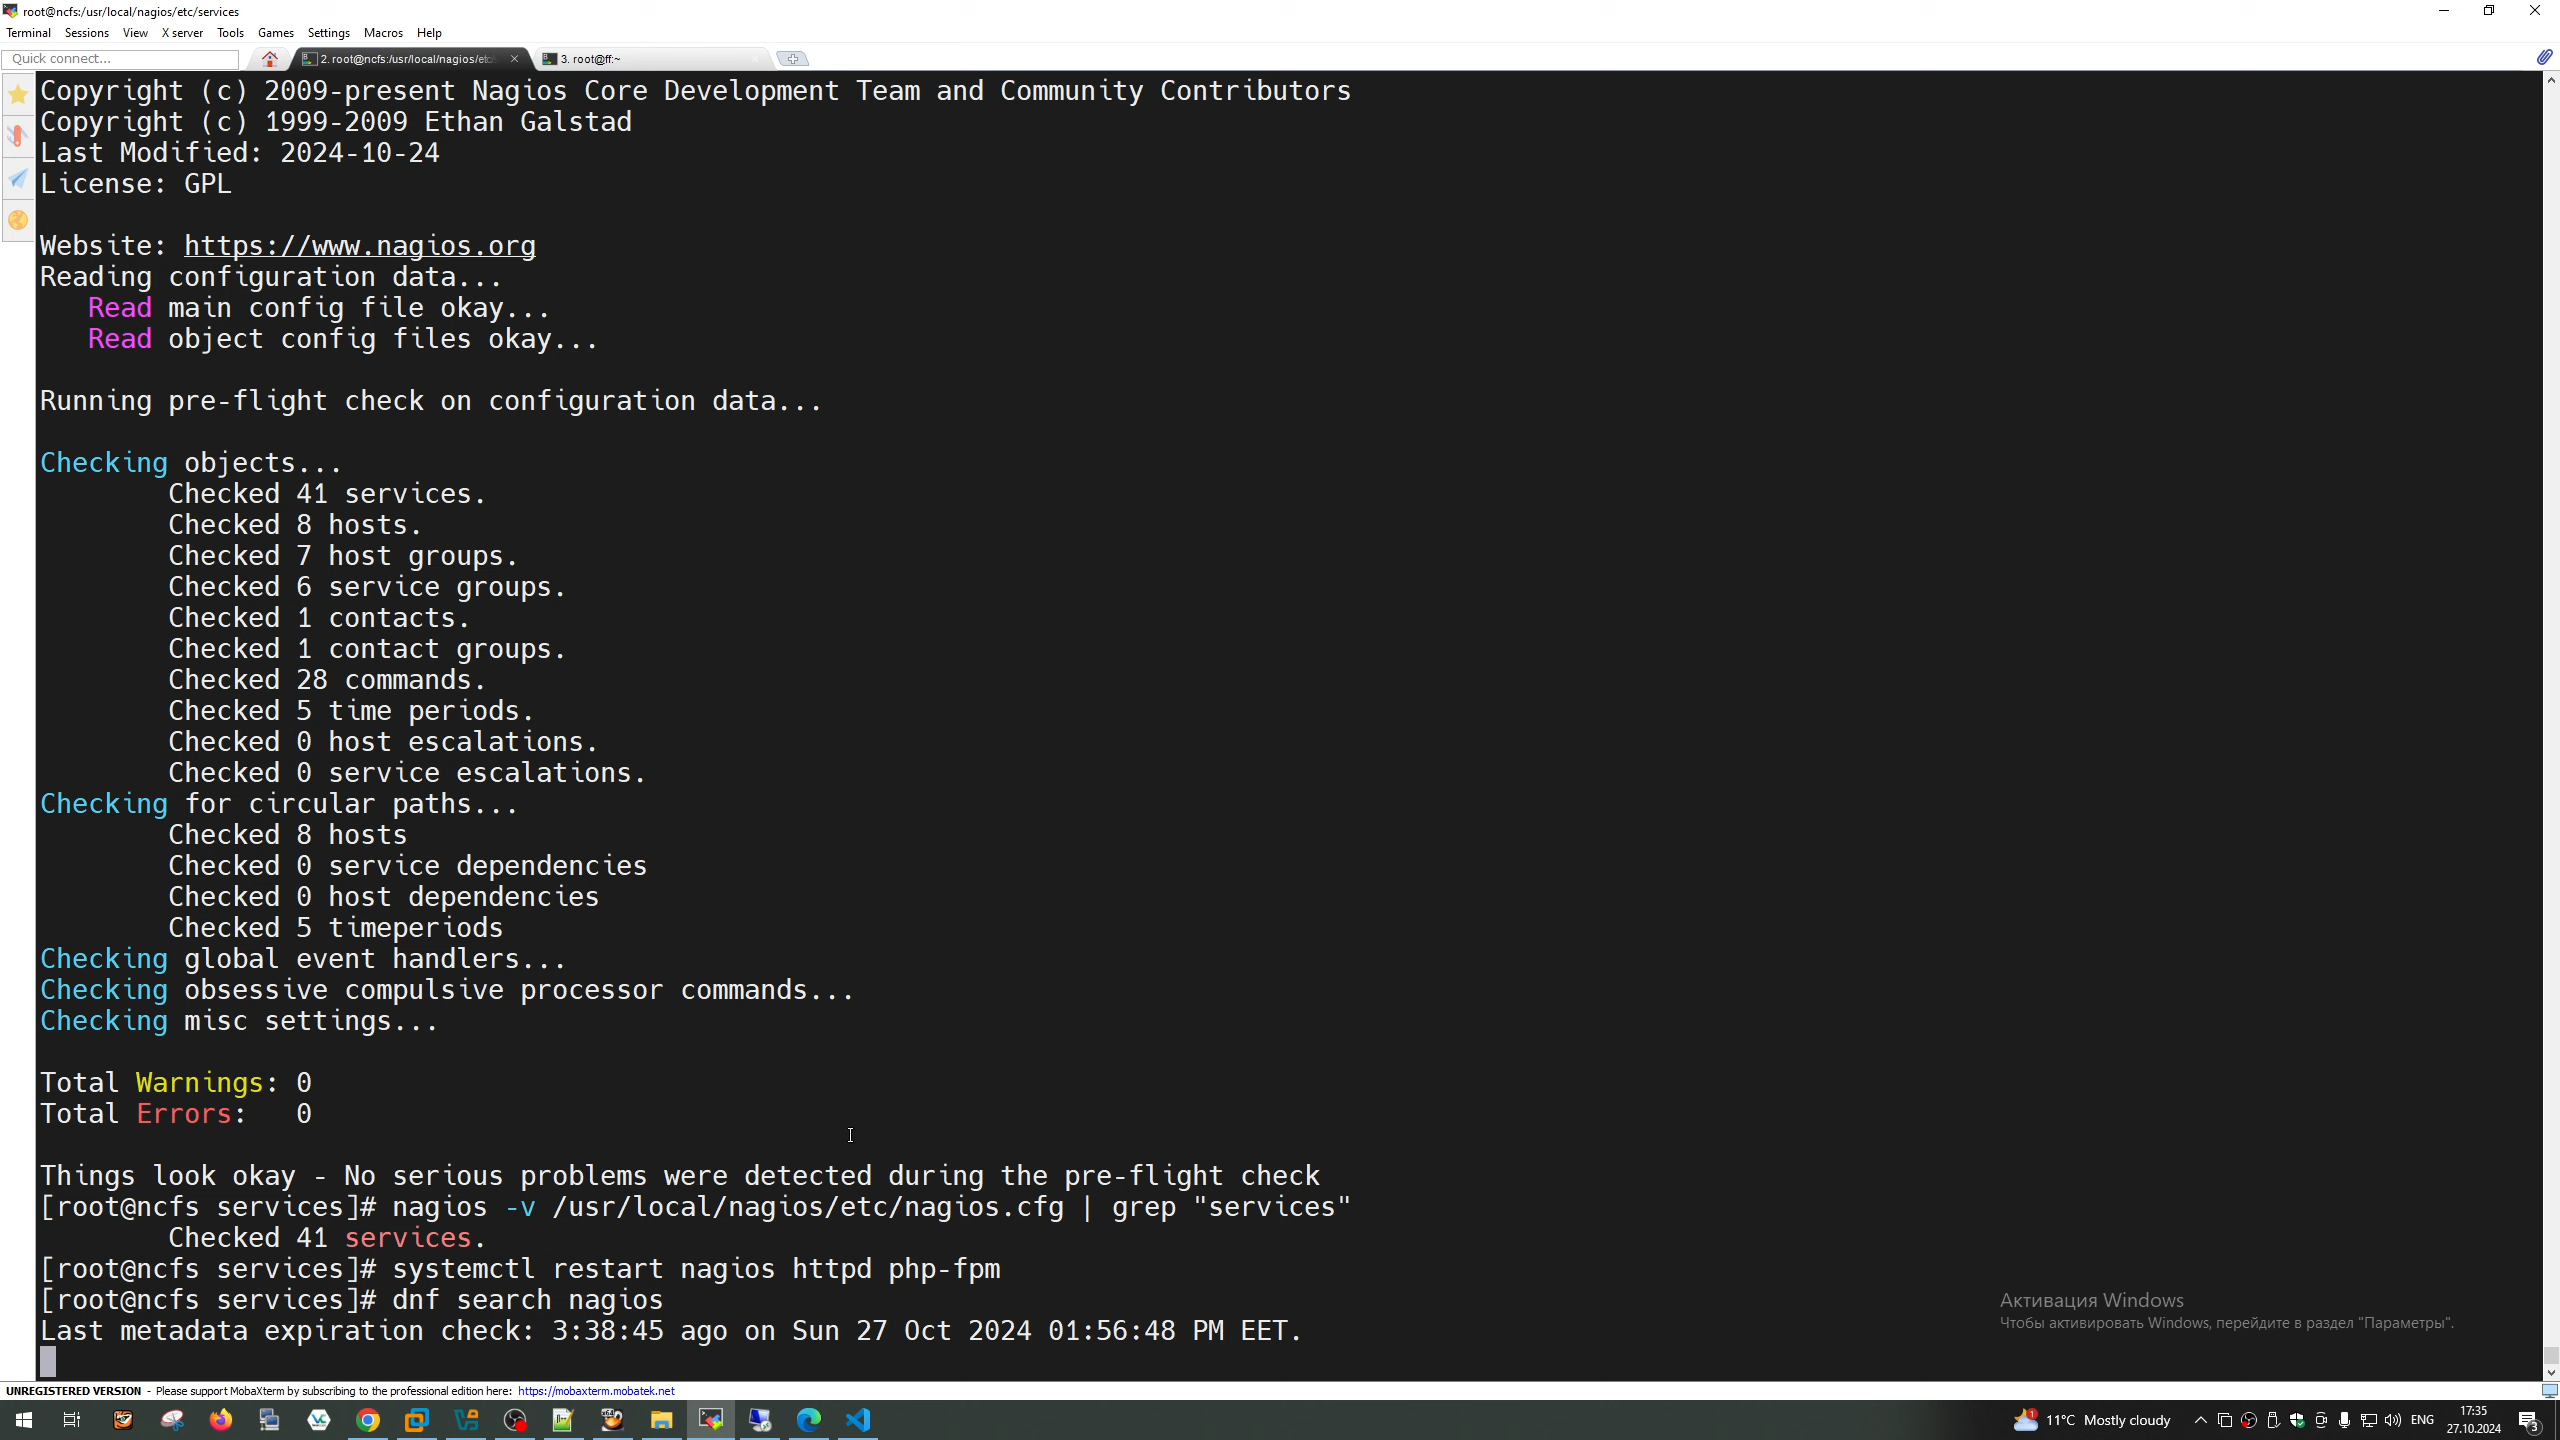 root@ncfs:/usr/local/nagios/etc/services
Terminal Sessions View X server Tools Games Settings Macros Help
Quick connect...
2. root@ncfs:/usr/local/nagios/etc
3. root@ff:~
Copyright (c) 2009-present Nagios Core Development Team and Community Contributors
Copyright (c) 1999-2009 Ethan Galstad
Last Modified: 2024-10-24
License: GPL
Website: https://www.nagios.org
Reading configuration data...
Read main config file okay...
Read object config files okay...
Running pre-flight check on configuration data...
Checking objects...
Checked 41 services.
Checked 8 hosts.
Checked 7 host groups.
Checked 6 service groups.
Checked 1 contacts.
Checked 1 contact groups.
Checked 28 commands.
Checked 5 time periods.
Checked 0 host escalations.
Checked 0 service escalations.
Checking for circular paths...
Checked 8 hosts
Checked 0 service dependencies
Checked 0 host dependencies
Checked 5 timeperiods
Checking global event handlers...
Checking obsessive compulsive processor commands...
Checking misc settings...
Total Warnings: 0
Total Errors:   0
Things look okay - No serious problems were detected during the pre-flight check
[root@ncfs services]# nagios -v /usr/local/nagios/etc/nagios.cfg | grep "services"
Checked 41 services.
[root@ncfs services]# systemctl restart nagios httpd php-fpm
[root@ncfs services]# dnf search nagios
Last metadata expiration check: 3:38:45 ago on Sun 27 Oct 2024 01:56:48 PM EET.
Активация Windows
Чтобы активировать Windows, перейдите в раздел "Параметры".
UNREGISTERED VERSION - Please support MobaXterm by subscribing to the professional edition here: https://mobaxterm.mobatek.net
11°C Mostly cloudy
ENG
17:35
27.10.2024
3